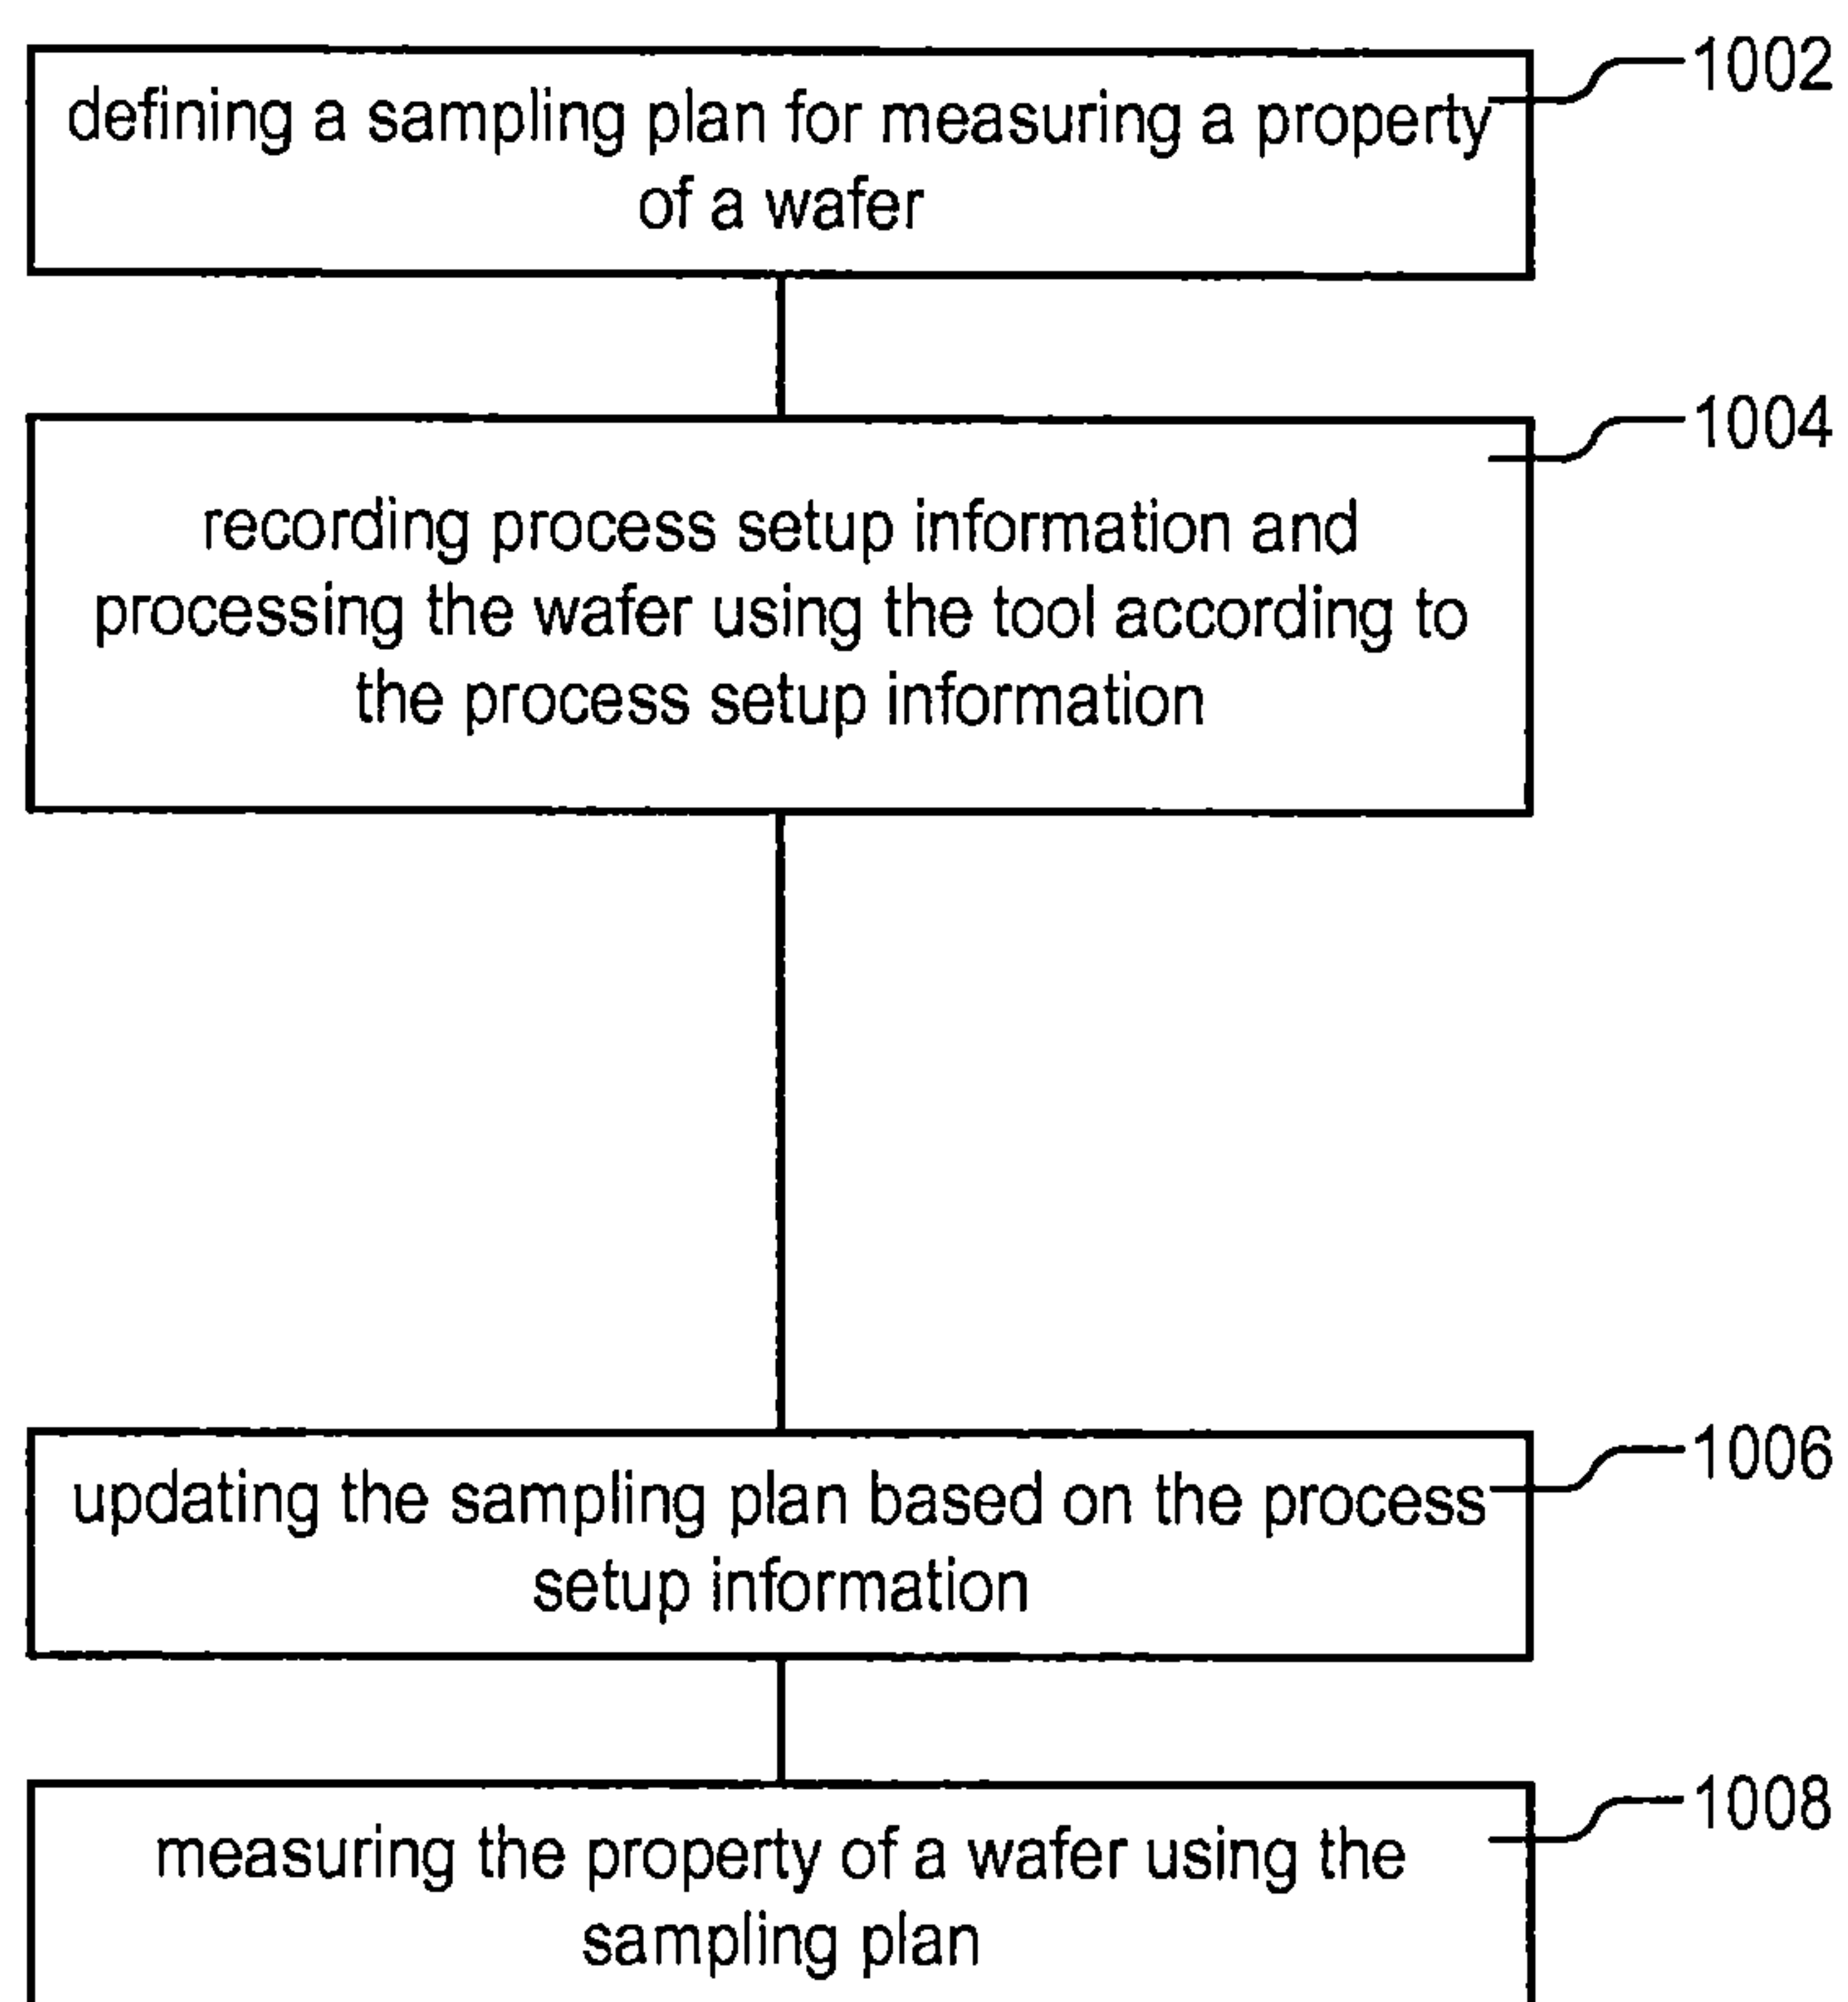 1002
defining a sampling plan for measuring a property
of a wafer
1004
recording process setup information and
processing the wafer using the tool according to
the process setup information
1006
updating the sampling plan based on the process
setup information
1008
measuring the property of a wafer using the
sampling plan